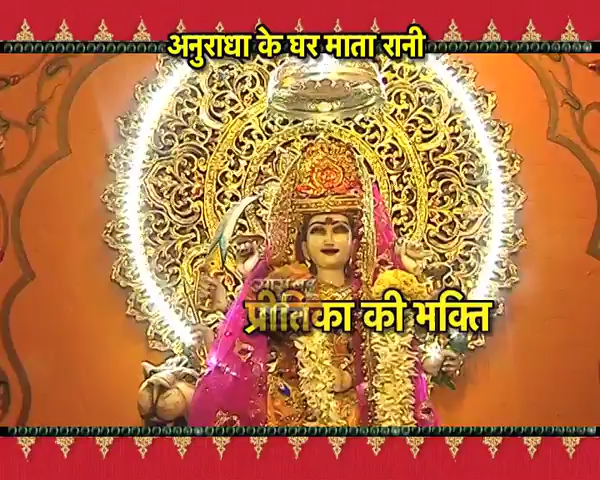 अनुराधा के घर माता रानी
प्रीतिका की भक्ति